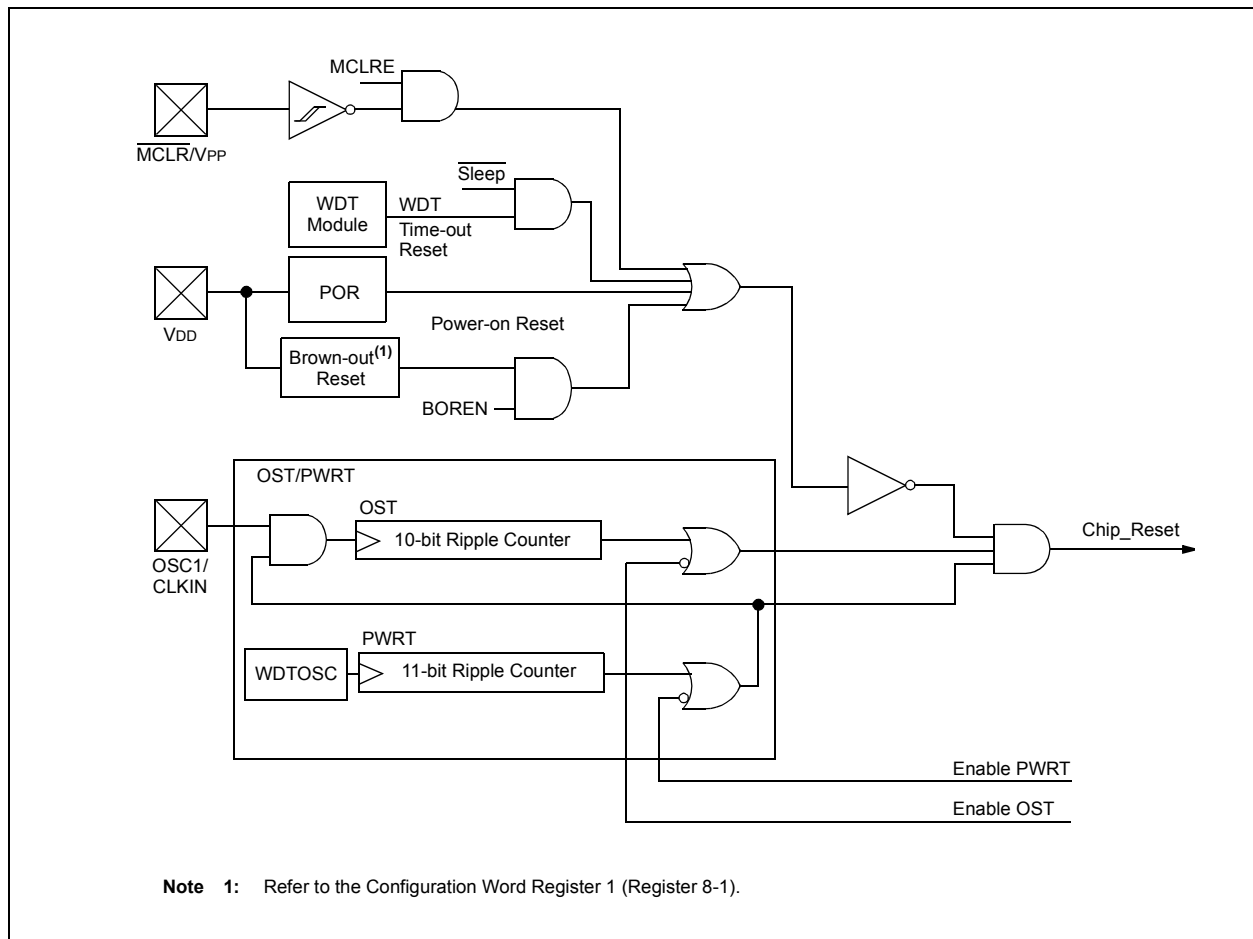 MCLRE
MCLR/VPP
Sleep
WDT
Module
WDT
Time-out
Reset
POR
VDD
Power-on Reset
Brown-out(1)
Reset
BOREN
OST/PWRT
OST
10-bit Ripple Counter
Chip_Reset
OSC1/
CLKIN
PWRT
WDTOSC
11-bit Ripple Counter
Enable PWRT
Enable OST
Note 1: Refer to the Configuration Word Register 1 (Register 8-1).